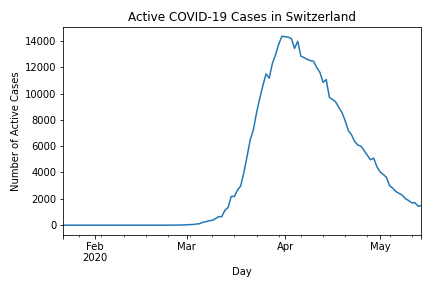 Active COVID-19 Cases in Switzerland
Number of Active Cases
14000
12000
10000
8000
6000
4000
2000
0
Feb
2020
Mar
Apr
May
Day